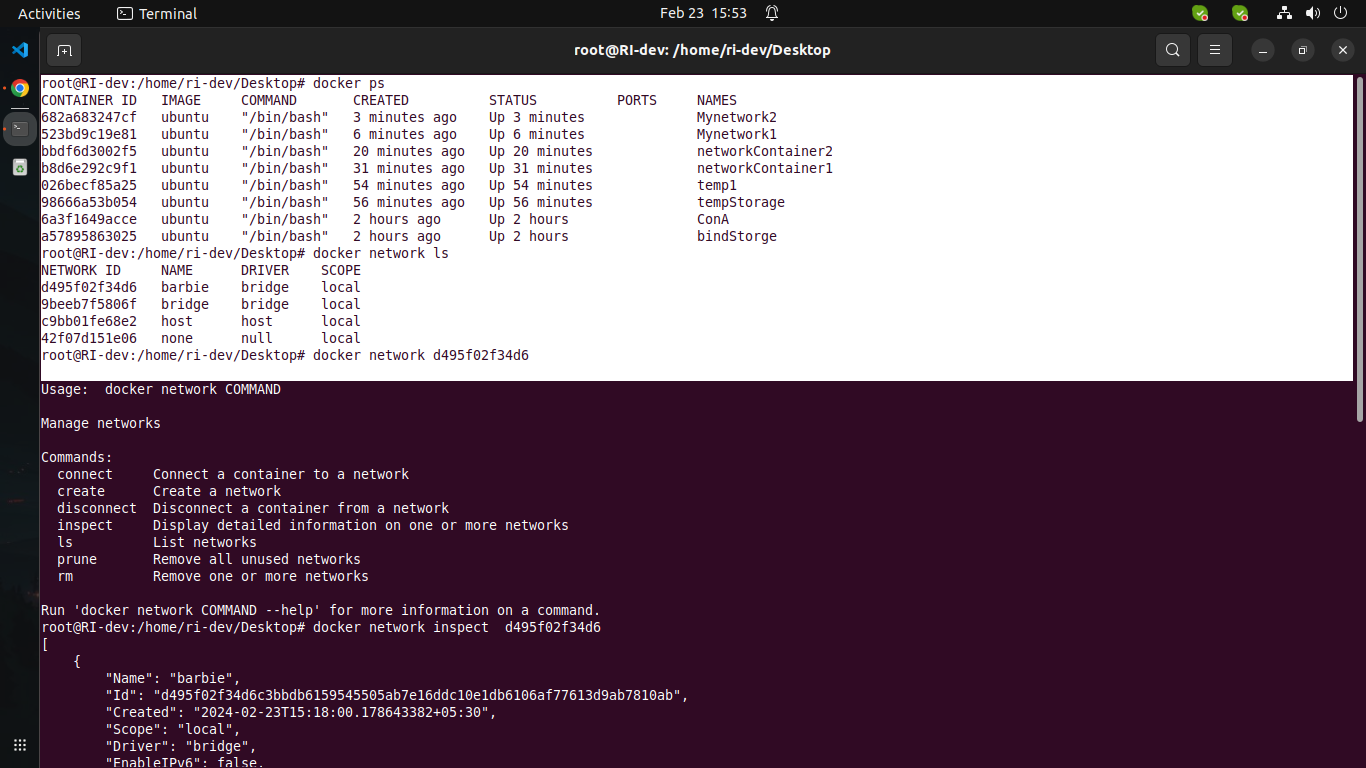 Activities Terminal Feb 23 15:53
root@RI-dev: /home/ri-dev/Desktop
root@RI-dev:/home/ri-dev/Desktop# docker ps
CONTAINER ID   IMAGE     COMMAND       CREATED          STATUS          PORTS     NAMES
682a683247cf   ubuntu    "/bin/bash"   3 minutes ago    Up 3 minutes              Mynetwork2
523bd9c19e81   ubuntu    "/bin/bash"   6 minutes ago    Up 6 minutes              Mynetwork1
bbdf6d3002f5   ubuntu    "/bin/bash"   20 minutes ago   Up 20 minutes             networkContainer2
b8d6e292c9f1   ubuntu    "/bin/bash"   31 minutes ago   Up 31 minutes             networkContainer1
026becf85a25   ubuntu    "/bin/bash"   54 minutes ago   Up 54 minutes             temp1
98666a53b054   ubuntu    "/bin/bash"   56 minutes ago   Up 56 minutes             tempStorage
6a3f1649acce   ubuntu    "/bin/bash"   2 hours ago      Up 2 hours                ConA
a57895863025   ubuntu    "/bin/bash"   2 hours ago      Up 2 hours                bindStorge
root@RI-dev:/home/ri-dev/Desktop# docker network ls
NETWORK ID     NAME      DRIVER    SCOPE
d495f02f34d6   barbie    bridge    local
9beeb7f5806f   bridge    bridge    local
c9bb01fe68e2   host      host      local
42f07d151e06   none      null      local
root@RI-dev:/home/ri-dev/Desktop# docker network d495f02f34d6
Usage:  docker network COMMAND
Manage networks
Commands:
  connect     Connect a container to a network
  create      Create a network
  disconnect  Disconnect a container from a network
  inspect     Display detailed information on one or more networks
  ls          List networks
  prune       Remove all unused networks
  rm          Remove one or more networks
Run 'docker network COMMAND --help' for more information on a command.
root@RI-dev:/home/ri-dev/Desktop# docker network inspect  d495f02f34d6
[
    {
        "Name": "barbie",
        "Id": "d495f02f34d6c3bbdb6159545505ab7e16ddc10e1db6106af77613d9ab7810ab",
        "Created": "2024-02-23T15:18:00.178643382+05:30",
        "Scope": "local",
        "Driver": "bridge",
        "EnableIPv6": false,